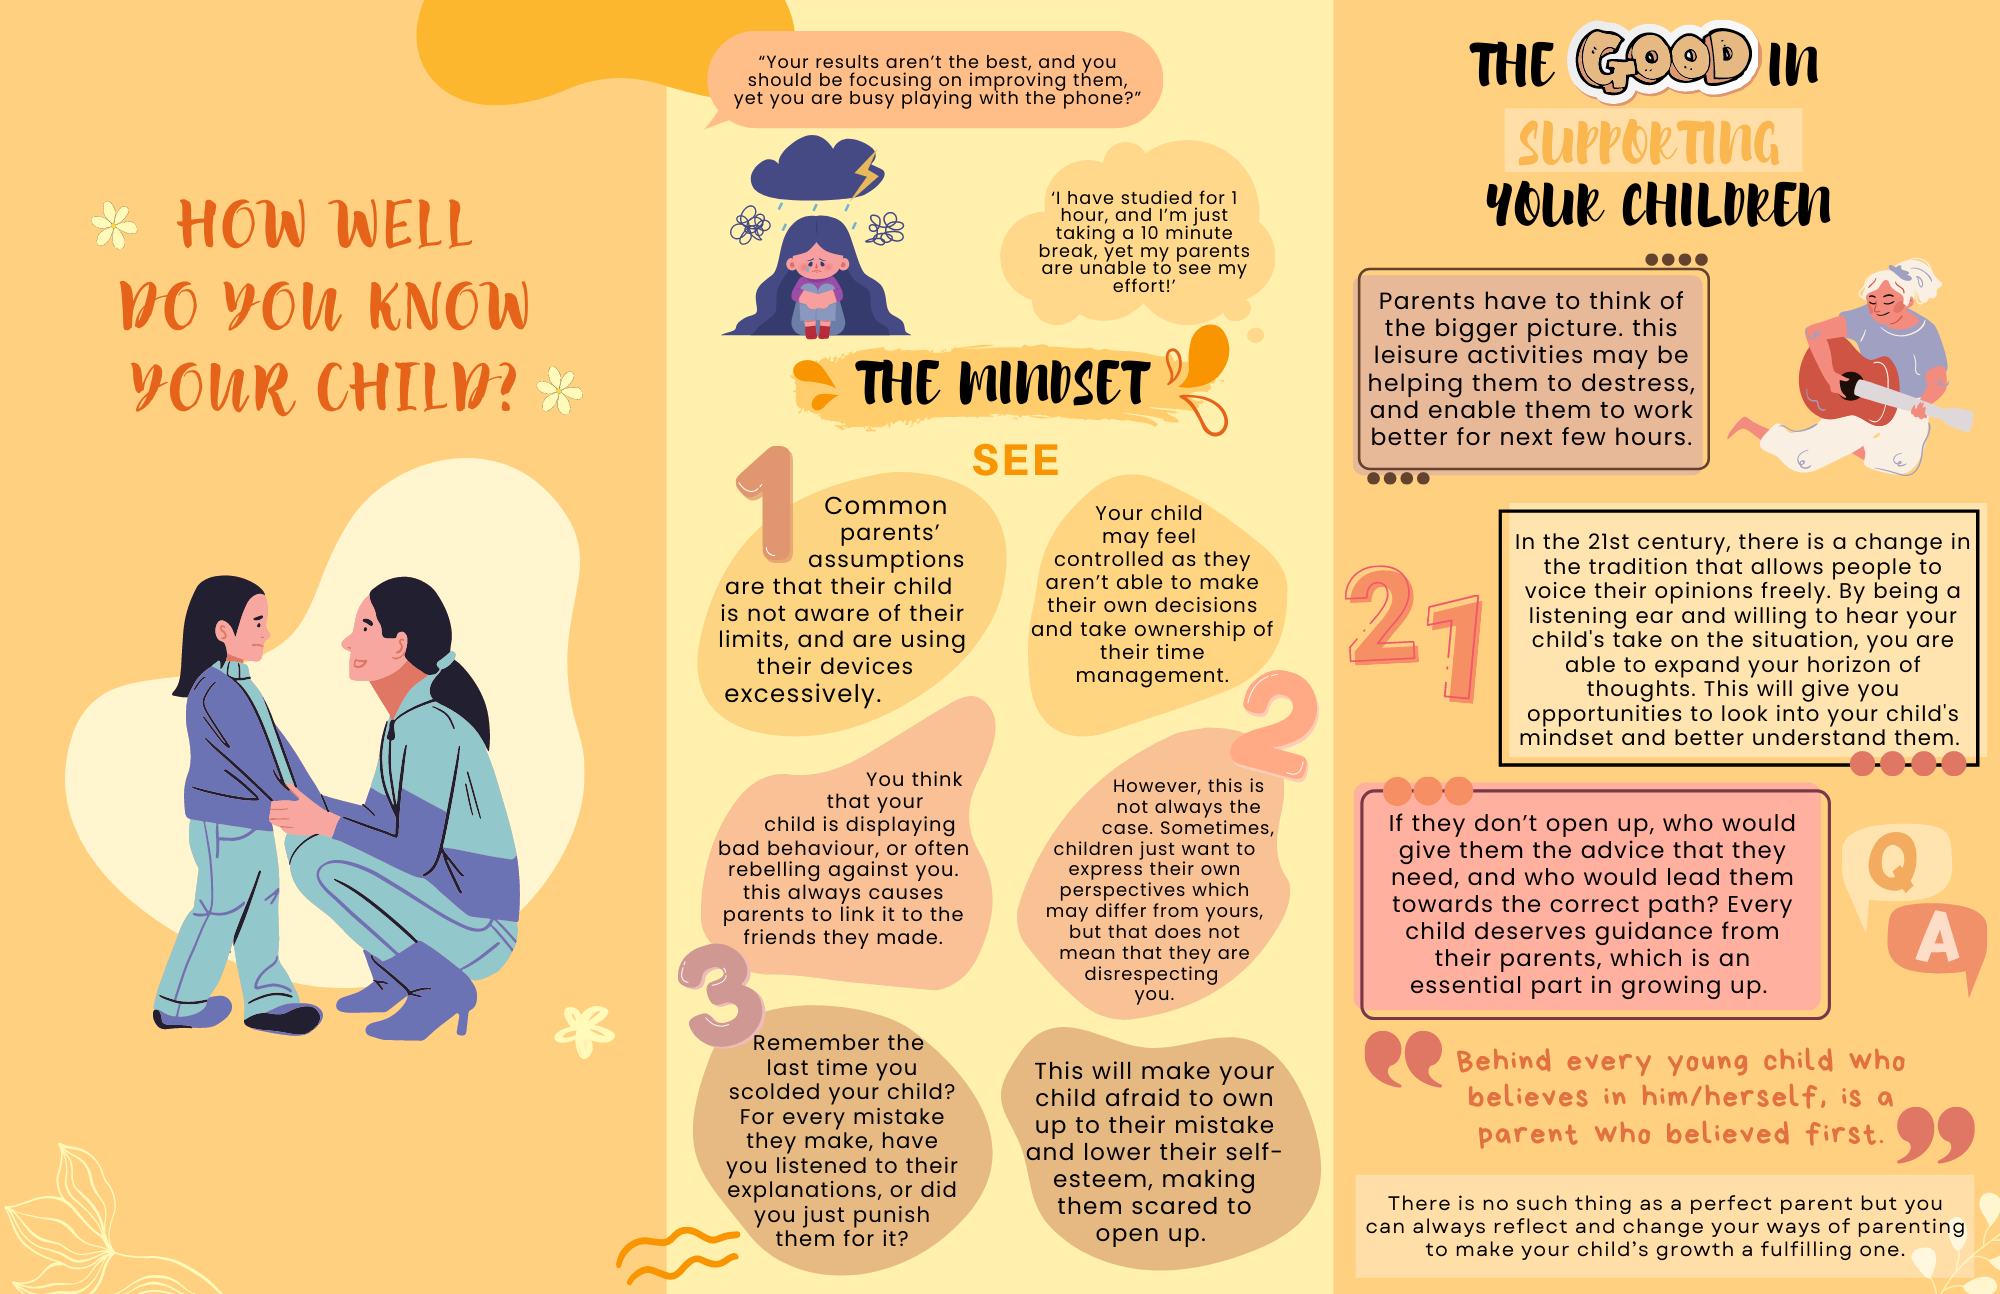 HOW WELL
DO YOU KNOW
YOUR CHILD?
“Your results aren’t the best, and you
should be focusing on improving them,
yet you are busy playing with the phone?”
‘I have studied for 1
hour, and I’m just
taking a 10 minute
break, yet my parents
are unable to see my
effort!’
THE MINDSET
SEE
1
Common
parents’
assumptions
are that their child
is not aware of their
limits, and are using
their devices
excessively.
Your child
may feel
controlled as they
aren’t able to make
their own decisions
and take ownership of
their time
management.
2
You think
that your
child is displaying
bad behaviour, or often
rebelling against you.
this always causes
parents to link it to the
friends they made.
However, this is
not always the
case. Sometimes,
children just want to
express their own
perspectives which
may differ from yours,
but that does not
mean that they are
disrespecting
you.
3
Remember the
last time you
scolded your child?
For every mistake
they make, have
you listened to their
explanations, or did
you just punish
them for it?
This will make your
child afraid to own
up to their mistake
and lower their self-
esteem, making
them scared to
open up.
THE GOOD IN
SUPPORTING
YOUR CHILDREN
Parents have to think of
the bigger picture. this
leisure activities may be
helping them to destress,
and enable them to work
better for next few hours.
21
In the 21st century, there is a change in
the tradition that allows people to
voice their opinions freely. By being a
listening ear and willing to hear your
child's take on the situation, you are
able to expand your horizon of
thoughts. This will give you
opportunities to look into your child's
mindset and better understand them.
If they don’t open up, who would
give them the advice that they
need, and who would lead them
towards the correct path? Every
child deserves guidance from
their parents, which is an
essential part in growing up.
Q
A
“Behind every young child who
believes in him/herself, is a
parent who believed first.”
There is no such thing as a perfect parent but you
can always reflect and change your ways of parenting
to make your child’s growth a fulfilling one.